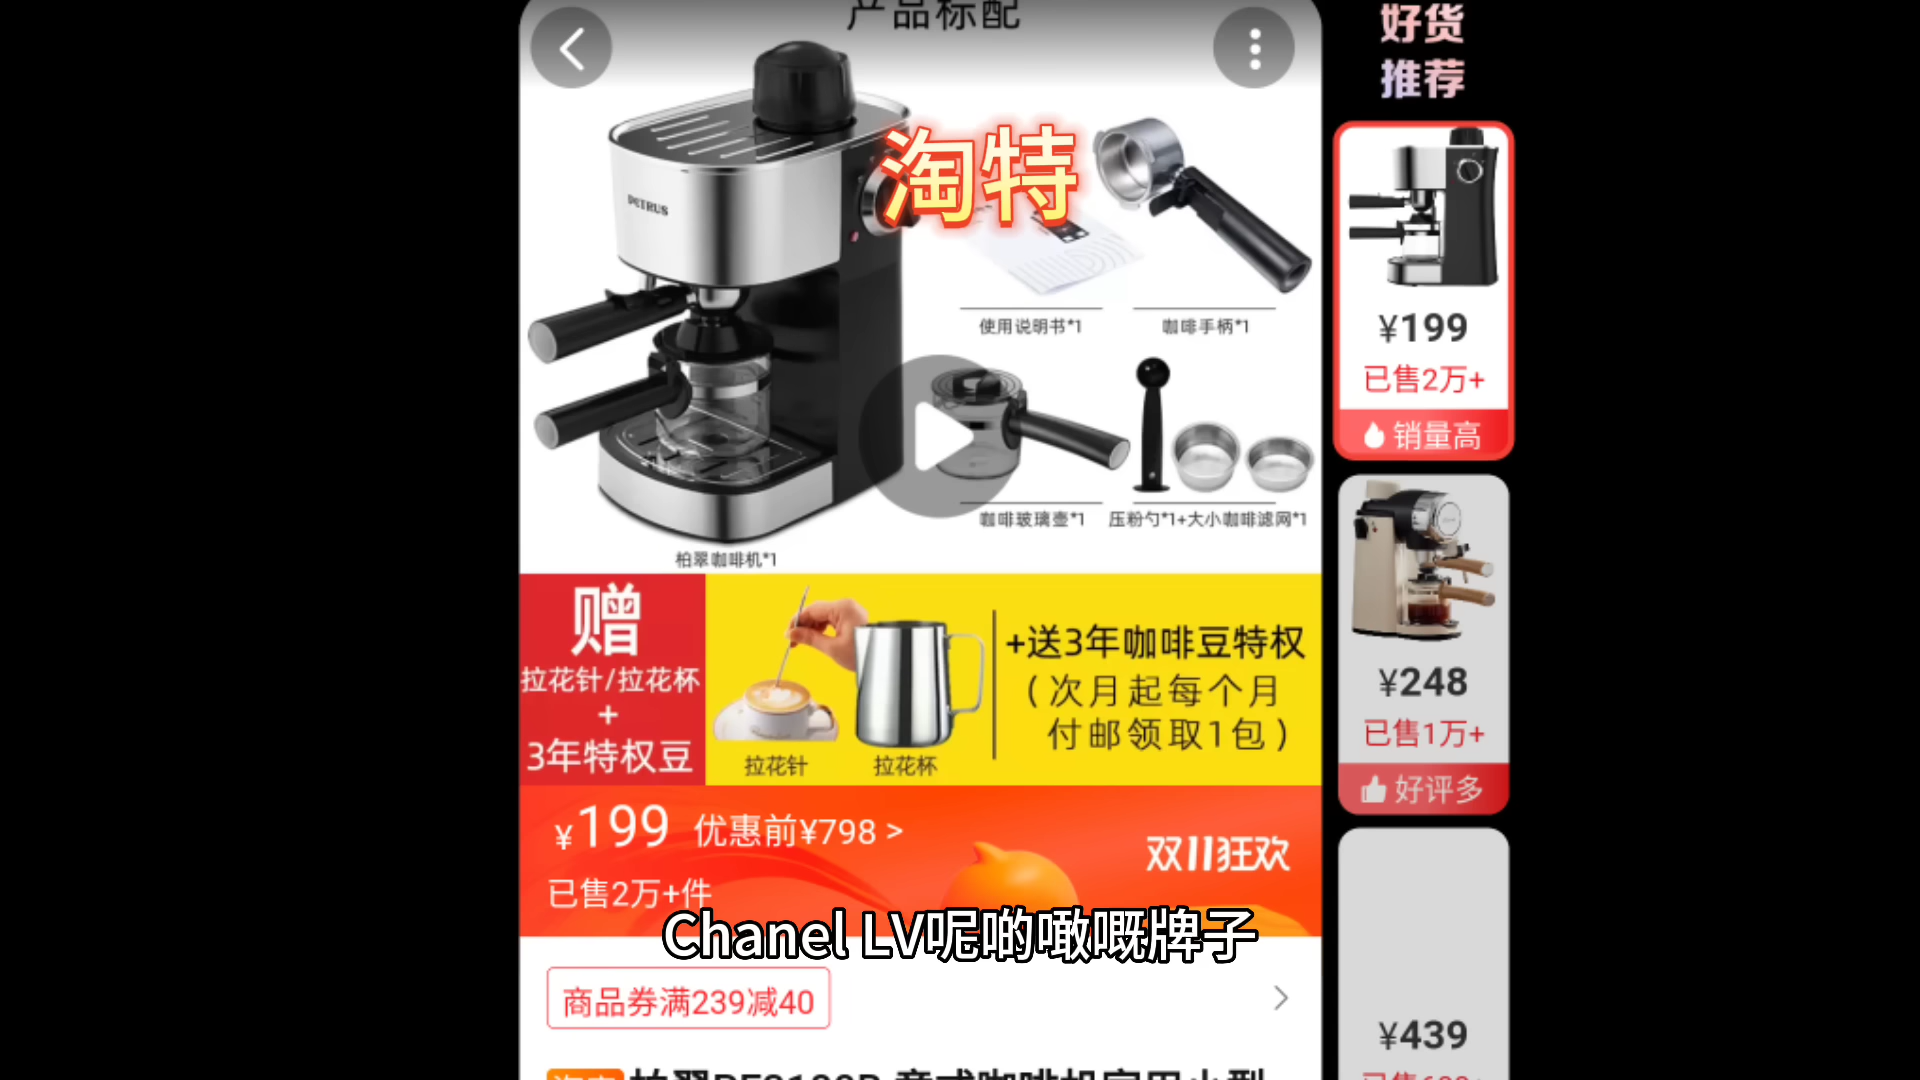 产品标配
PETRUS
淘特
使用说明书*1
咖啡手柄*1
咖啡玻璃壶*1
压粉勺*1+大小咖啡滤网*1
柏翠咖啡机*1
赠
拉花针/拉花杯
+
3年特权豆
拉花针
拉花杯
+送3年咖啡豆特权
(次月起每个月
付邮领取1包)
¥199 优惠前¥798 >
已售2万+件
双11狂欢
Chanel LV呢啲噉嘅牌子
商品券满239减40
好货
推荐
¥199
已售2万+
销量高
¥248
已售1万+
好评多
¥439